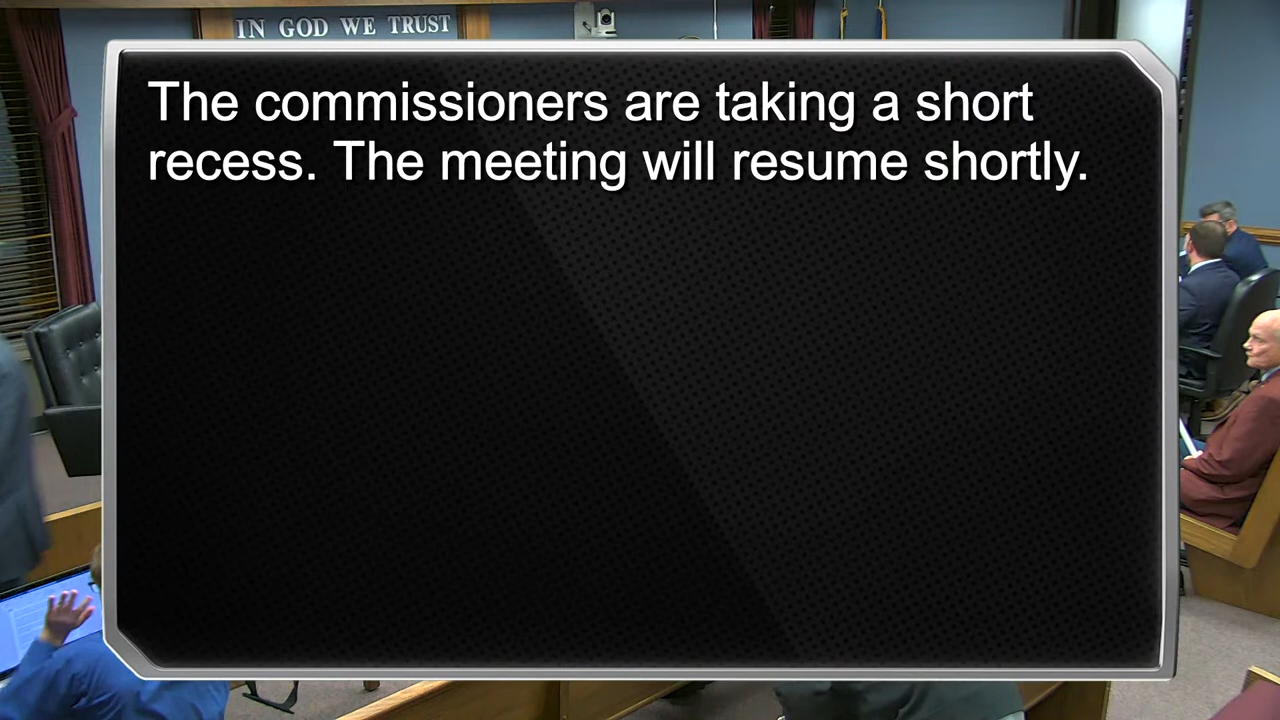 IN GOD WE TRUST
The commissioners are taking a short
recess. The meeting will resume shortly.